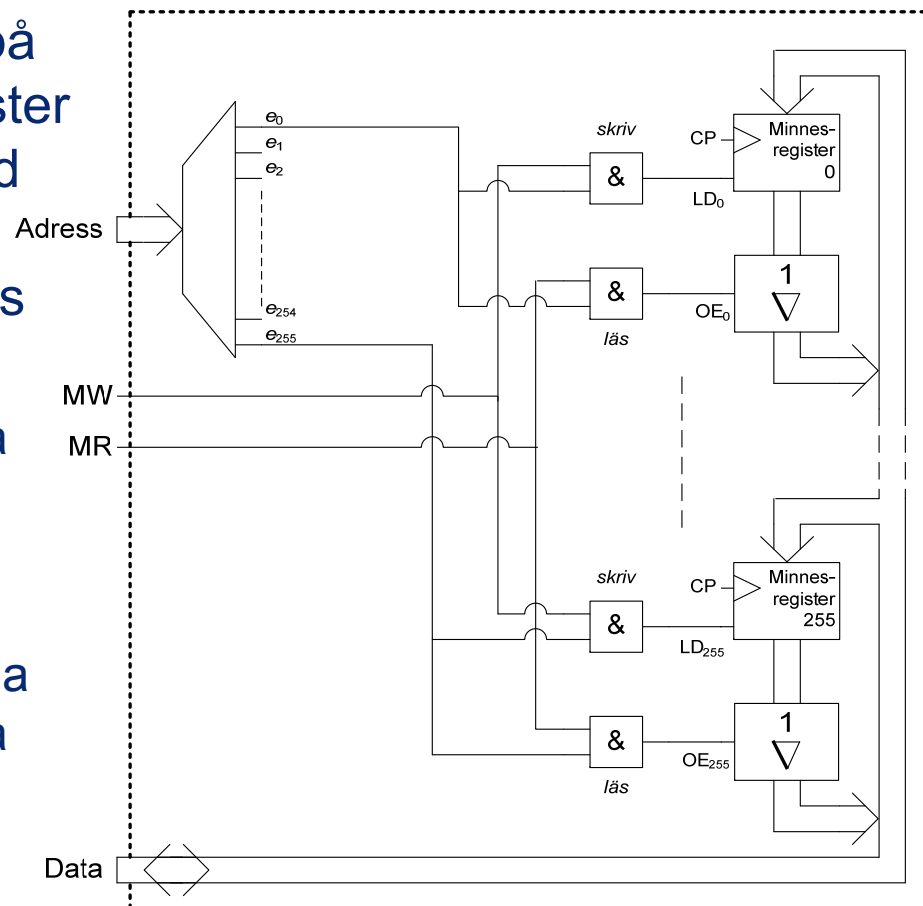 på
ster
d
s
a
a
a
Adress
MW
MR
Data
e0
e1
e2
e254
e255
skriv
&
CP
Minnes-
register
0
LD0
&
läs
OE0
1
skriv
&
CP
Minnes-
register
255
LD255
&
läs
OE255
1